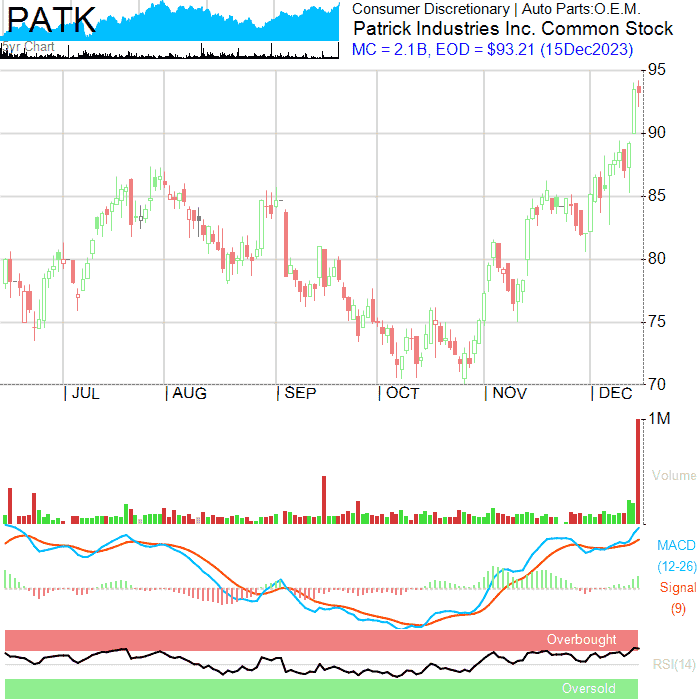 PATK
5yr Chart
Consumer Discretionary | Auto Parts:O.E.M.
Patrick Industries Inc. Common Stock
MC = 2.1B, EOD = $93.21 (15Dec2023)
95
90
85
80
75
70
| JUL | AUG | SEP | OCT | NOV | DEC
1M
Volume
MACD
(12-26)
Signal
(9)
Overbought
RSI(14)
Oversold